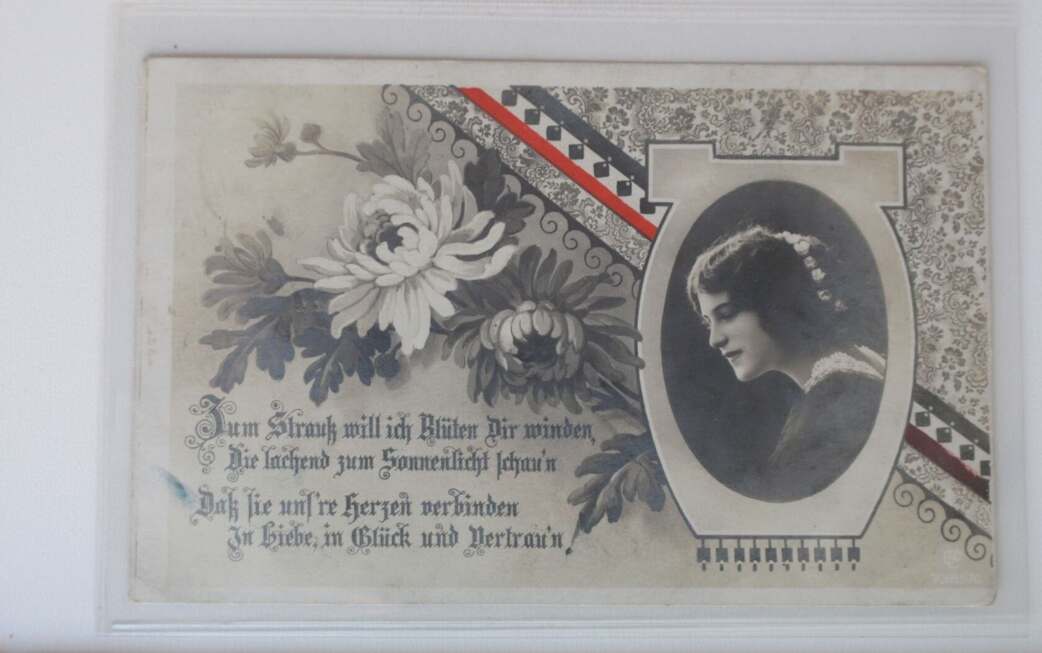 Zum Strauß will ich Blüten Dir winden,
Die lachend zum Sonnenlicht schau'n
Daß sie uns're Herzen verbinden
In Liebe, in Glück und Vertrau'n.